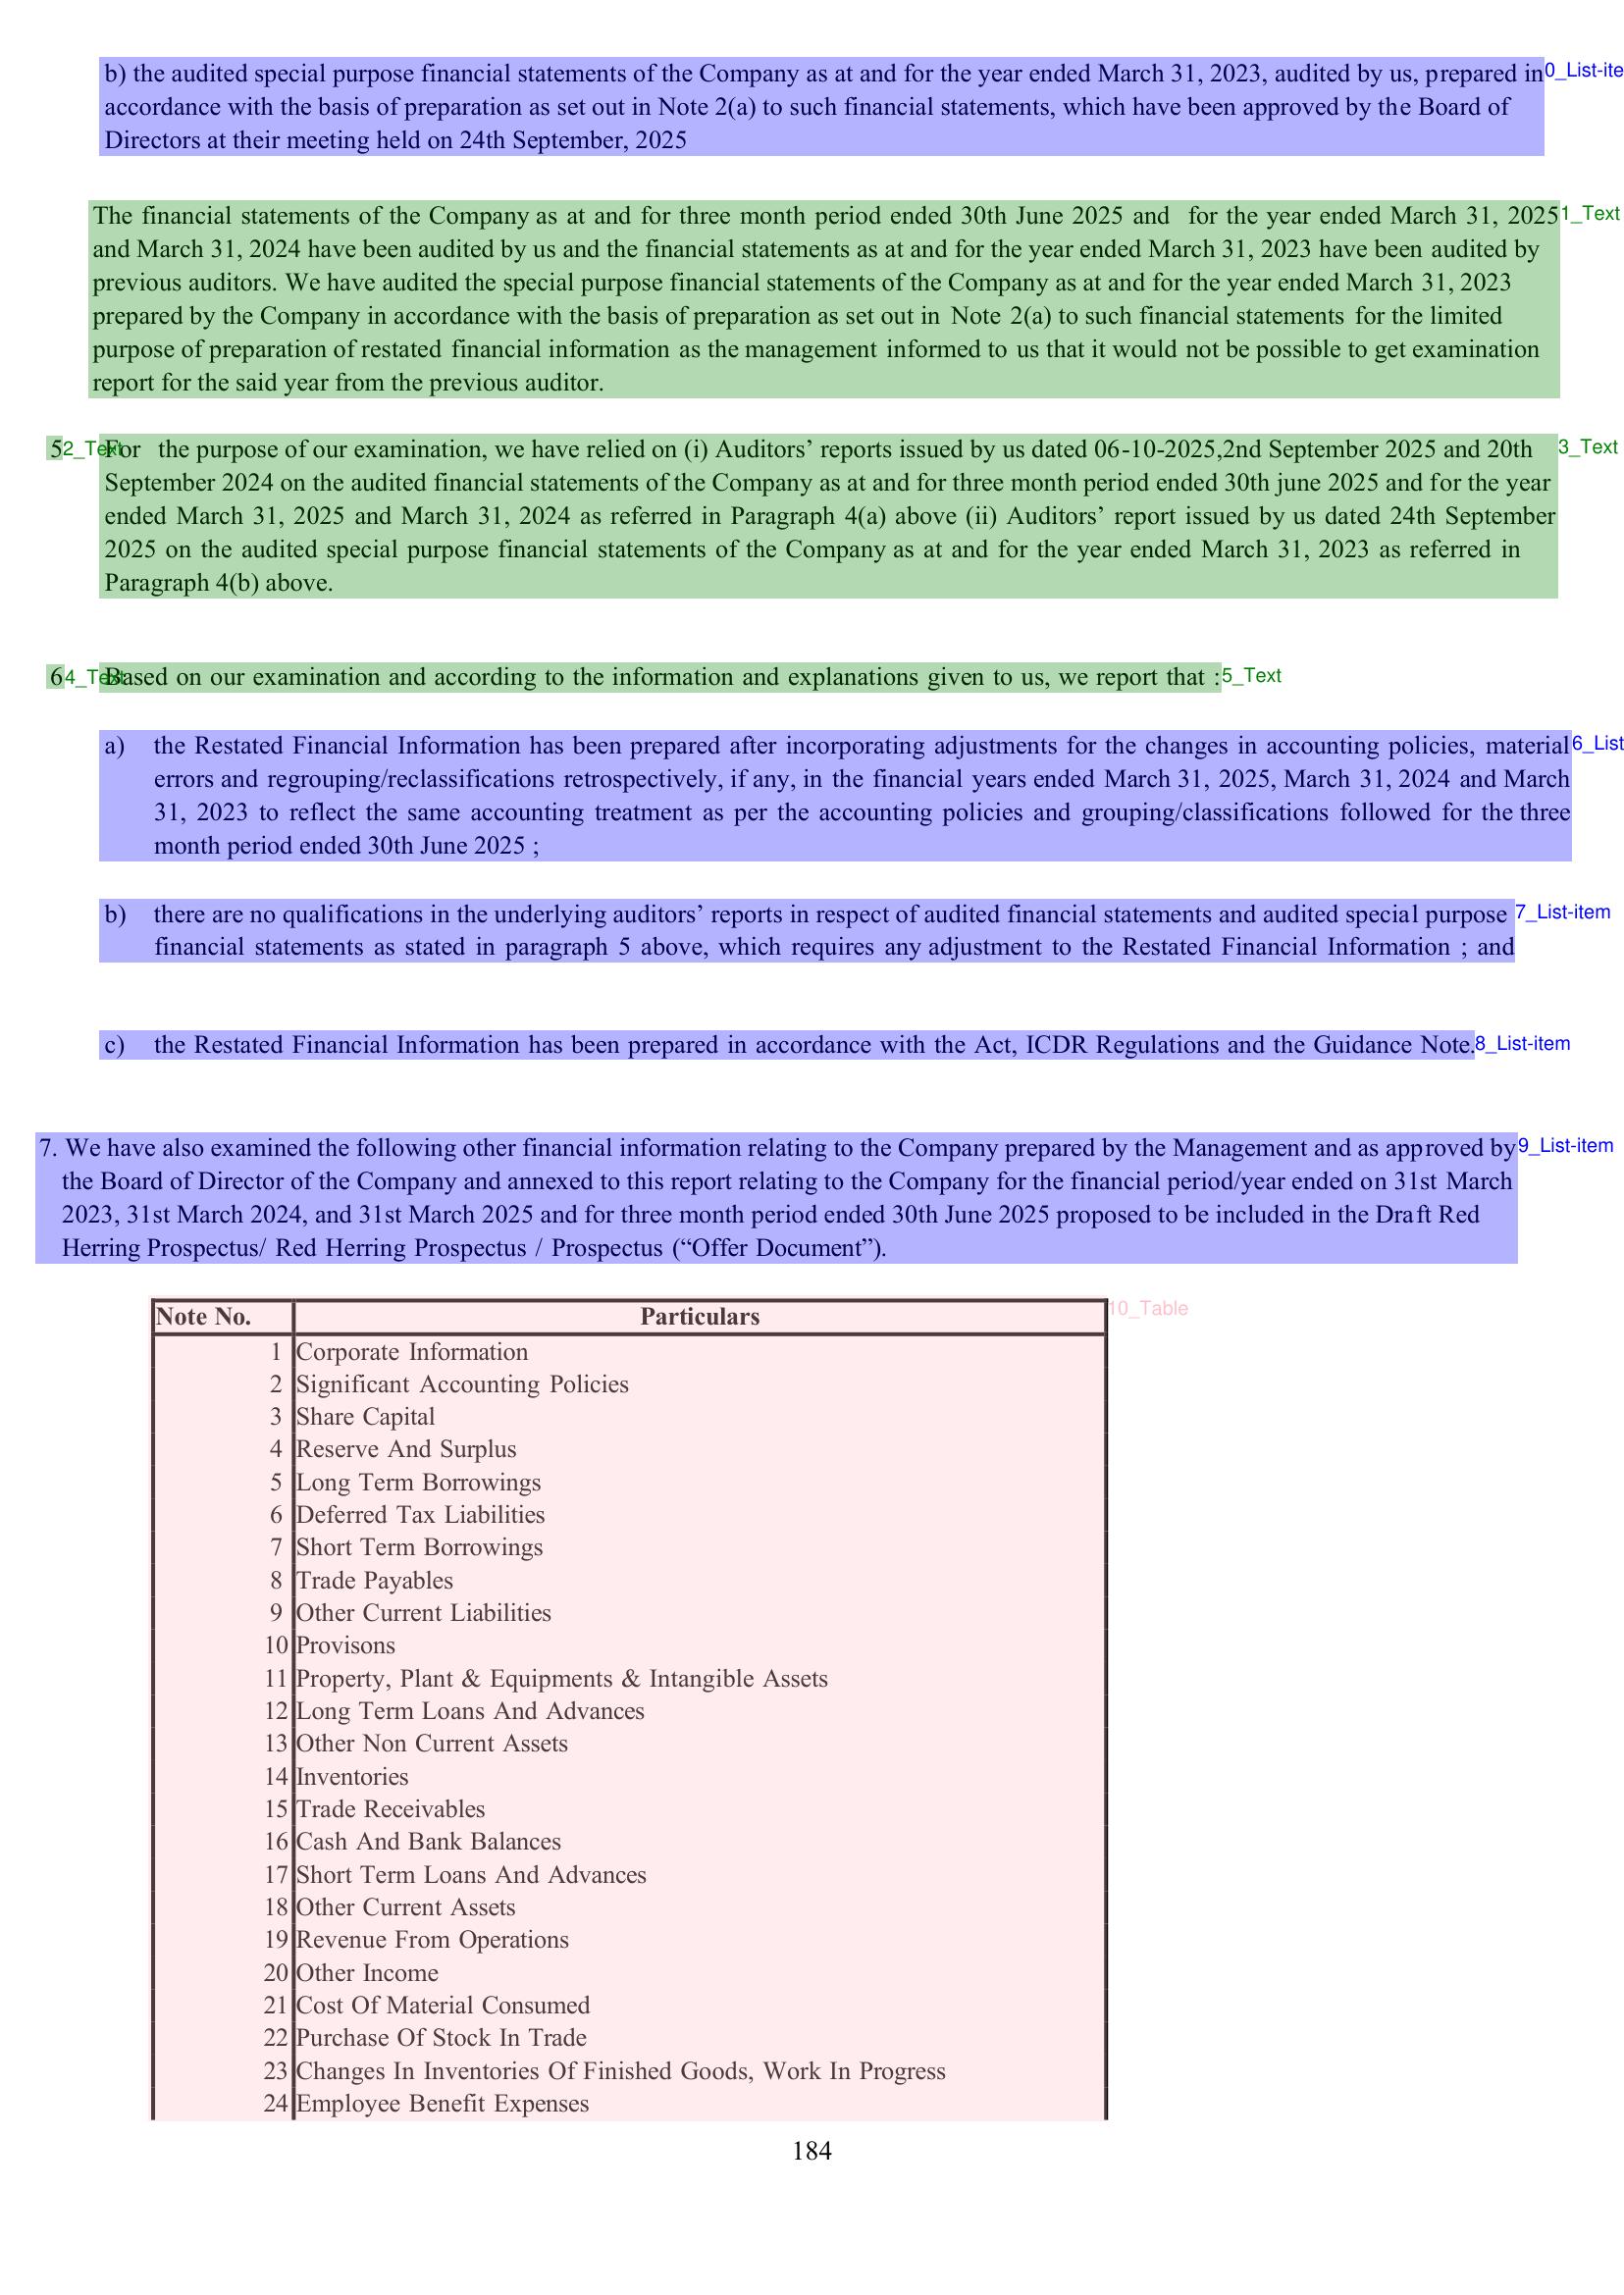 b) the audited special purpose financial statements of the Company as at and for the year ended March 31, 2023, audited by us, prepared in 0_List-ite
accordance with the basis of preparation as set out in Note 2(a) to such financial statements, which have been approved by the Board of
Directors at their meeting held on 24th September, 2025
The financial statements of the Company as at and for three month period ended 30th June 2025 and for the year ended March 31, 2025 1_Text
and March 31, 2024 have been audited by us and the financial statements as at and for the year ended March 31, 2023 have been audited by
previous auditors. We have audited the special purpose financial statements of the Company as at and for the year ended March 31, 2023
prepared by the Company in accordance with the basis of preparation as set out in Note 2(a) to such financial statements for the limited
purpose of preparation of restated financial information as the management informed to us that it would not be possible to get examination
report for the said year from the previous auditor.
5 2_Text For the purpose of our examination, we have relied on (i) Auditors’ reports issued by us dated 06-10-2025,2nd September 2025 and 20th 3_Text
September 2024 on the audited financial statements of the Company as at and for three month period ended 30th june 2025 and for the year
ended March 31, 2025 and March 31, 2024 as referred in Paragraph 4(a) above (ii) Auditors’ report issued by us dated 24th September
2025 on the audited special purpose financial statements of the Company as at and for the year ended March 31, 2023 as referred in
Paragraph 4(b) above.
6 4_Text Based on our examination and according to the information and explanations given to us, we report that : 5_Text
a) the Restated Financial Information has been prepared after incorporating adjustments for the changes in accounting policies, material 6_List
errors and regrouping/reclassifications retrospectively, if any, in the financial years ended March 31, 2025, March 31, 2024 and March
31, 2023 to reflect the same accounting treatment as per the accounting policies and grouping/classifications followed for the three
month period ended 30th June 2025 ;
b) there are no qualifications in the underlying auditors’ reports in respect of audited financial statements and audited special purpose 7_List-item
financial statements as stated in paragraph 5 above, which requires any adjustment to the Restated Financial Information ; and
c) the Restated Financial Information has been prepared in accordance with the Act, ICDR Regulations and the Guidance Note. 8_List-item
7. We have also examined the following other financial information relating to the Company prepared by the Management and as approved by 9_List-item
the Board of Director of the Company and annexed to this report relating to the Company for the financial period/year ended on 31st March
2023, 31st March 2024, and 31st March 2025 and for three month period ended 30th June 2025 proposed to be included in the Draft Red
Herring Prospectus/ Red Herring Prospectus / Prospectus (“Offer Document”).
Note No. Particulars 10_Table
1 Corporate Information
2 Significant Accounting Policies
3 Share Capital
4 Reserve And Surplus
5 Long Term Borrowings
6 Deferred Tax Liabilities
7 Short Term Borrowings
8 Trade Payables
9 Other Current Liabilities
10 Provisons
11 Property, Plant & Equipments & Intangible Assets
12 Long Term Loans And Advances
13 Other Non Current Assets
14 Inventories
15 Trade Receivables
16 Cash And Bank Balances
17 Short Term Loans And Advances
18 Other Current Assets
19 Revenue From Operations
20 Other Income
21 Cost Of Material Consumed
22 Purchase Of Stock In Trade
23 Changes In Inventories Of Finished Goods, Work In Progress
24 Employee Benefit Expenses
184